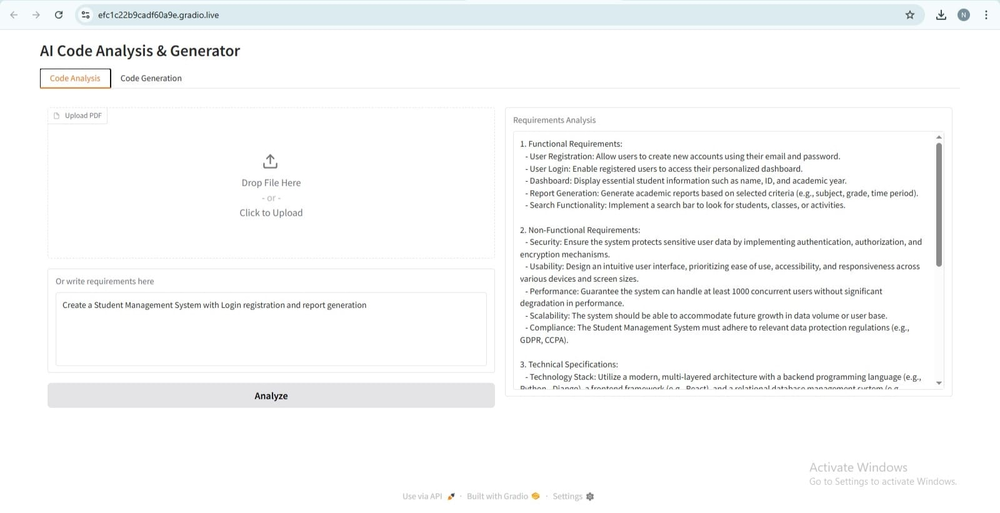 efc1c22b9cadf60a9e.gradio.live
N
AI Code Analysis & Generator
Code Analysis
Code Generation
Upload PDF
Drop File Here
- or -
Click to Upload
Or write requirements here
Create a Student Management System with Login registration and report generation
Analyze
Requirements Analysis
1. Functional Requirements:
- User Registration: Allow users to create new accounts using their email and password.
- User Login: Enable registered users to access their personalized dashboard.
- Dashboard: Display essential student information such as name, ID, and academic year.
- Report Generation: Generate academic reports based on selected criteria (e.g., subject, grade, time period).
- Search Functionality: Implement a search bar to look for students, classes, or activities.
2. Non-Functional Requirements:
- Security: Ensure the system protects sensitive user data by implementing authentication, authorization, and
encryption mechanisms.
- Usability: Design an intuitive user interface, prioritizing ease of use, accessibility, and responsiveness across
various devices and screen sizes.
- Performance: Guarantee the system can handle at least 1000 concurrent users without significant
degradation in performance.
- Scalability: The system should be able to accommodate future growth in data volume or user base.
- Compliance: The Student Management System must adhere to relevant data protection regulations (e.g.,
GDPR, CCPA).
3. Technical Specifications:
- Technology Stack: Utilize a modern, multi-layered architecture with a backend programming language (e.g.,
Python, Django), a frontend framework (e.g., React), and a relational database management system (e.g.,
Activate Windows
Go to Settings to activate Windows.
Use via API · Built with Gradio · Settings